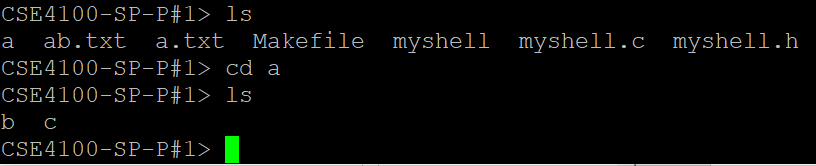 CSE4100-SP-P#1> ls
a  ab.txt  a.txt  Makefile  myshell  myshell.c  myshell.h
CSE4100-SP-P#1> cd a
CSE4100-SP-P#1> ls
b  c
CSE4100-SP-P#1>